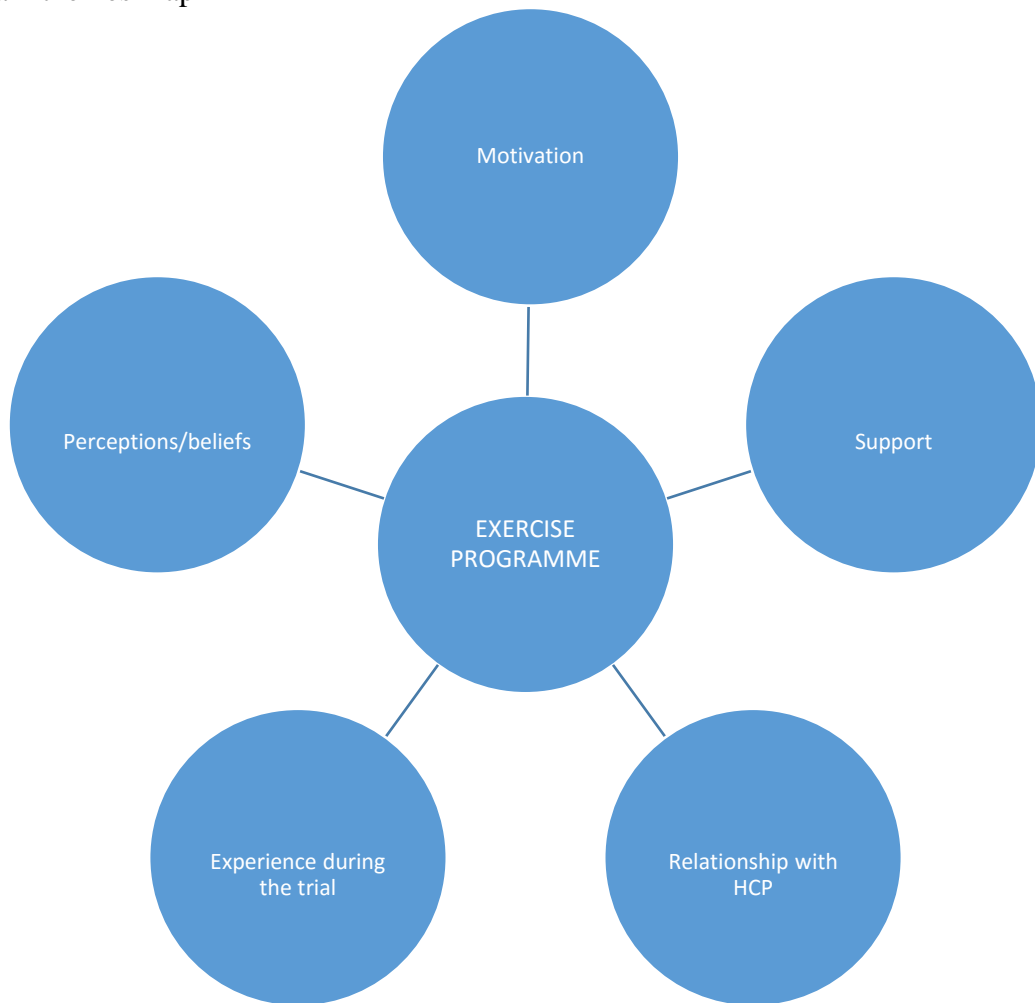 Motivation
Perceptions/beliefs
Support
EXERCISE
PROGRAMME
Experience during
the trial
Relationship with
HCP